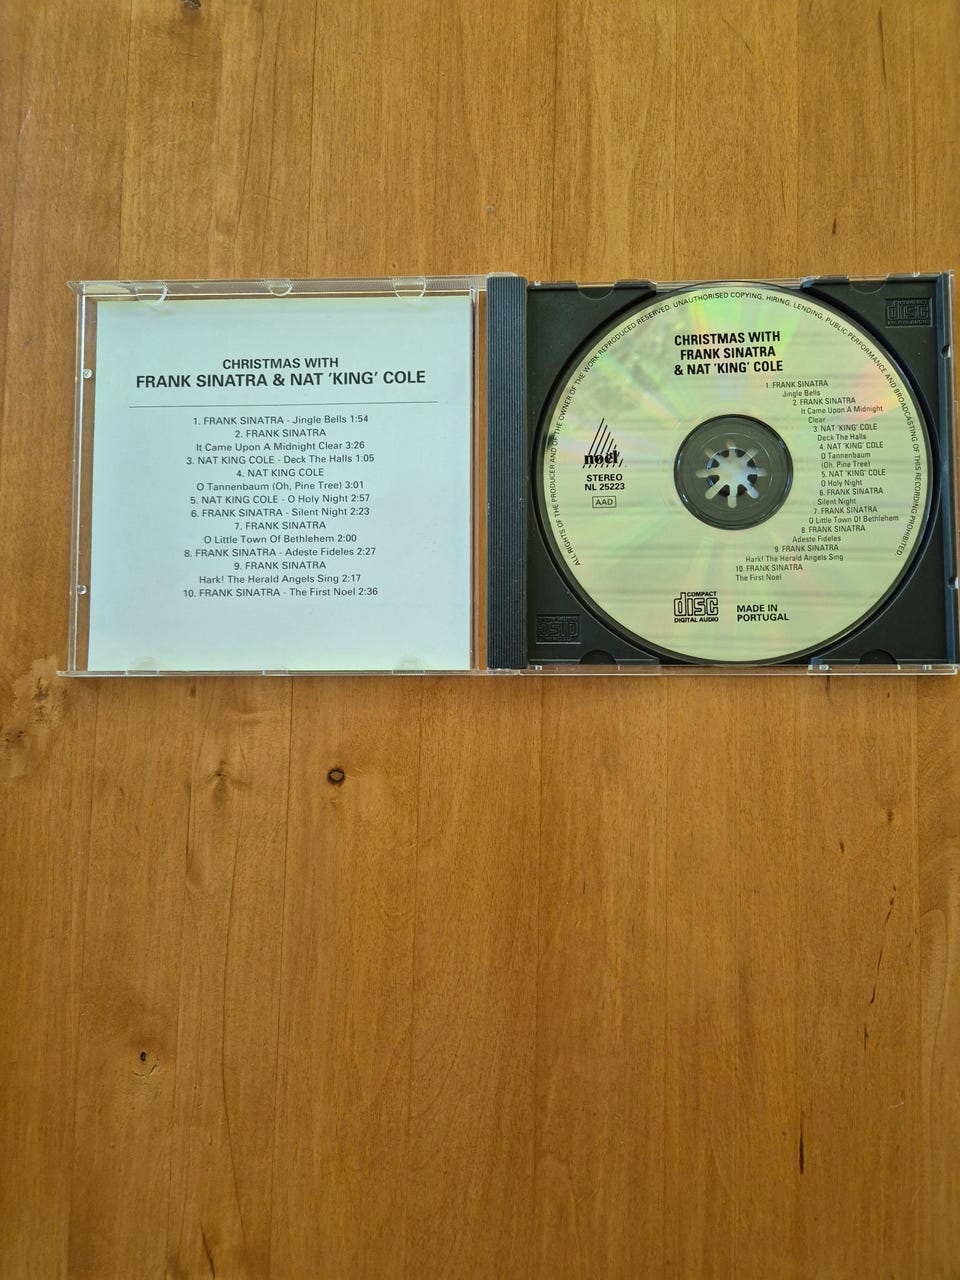 CHRISTMAS WITH
FRANK SINATRA & NAT 'KING' COLE
1. FRANK SINATRA - Jingle Bells 1:54
2. FRANK SINATRA
It Came Upon A Midnight Clear 3:26
3. NAT KING COLE - Deck The Halls 1:05
4. NAT KING COLE
O Tannenbaum (Oh, Pine Tree) 3:01
5. NAT KING COLE - O Holy Night 2:57
6. FRANK SINATRA - Silent Night 2:23
7. FRANK SINATRA
O Little Town Of Bethlehem 2:00
8. FRANK SINATRA - Adeste Fideles 2:27
9. FRANK SINATRA
Hark! The Herald Angels Sing 2:17
10. FRANK SINATRA - The First Noel 2:36
ALL RIGHTS OF THE PRODUCER AND OF THE OWNER OF THE WORK REPRODUCED RESERVED. UNAUTHORISED COPYING, HIRING, LENDING, PUBLIC PERFORMANCE AND BROADCASTING OF THIS RECORDING PROHIBITED
CHRISTMAS WITH
FRANK SINATRA
& NAT 'KING' COLE
1. FRANK SINATRA
Jingle Bells
2. FRANK SINATRA
It Came Upon A Midnight
Clear
3. NAT 'KING' COLE
Deck The Halls
4. NAT 'KING' COLE
O Tannenbaum
(Oh, Pine Tree)
5. NAT 'KING' COLE
O Holy Night
6. FRANK SINATRA
Silent Night
7. FRANK SINATRA
O Little Town Of Bethlehem
8. FRANK SINATRA
Adeste Fideles
9. FRANK SINATRA
Hark! The Herald Angels Sing
10. FRANK SINATRA
The First Noel
noël
STEREO
NL 25223
AAD
COMPACT
disc
DIGITAL AUDIO
MADE IN
PORTUGAL
COMPACT
disc